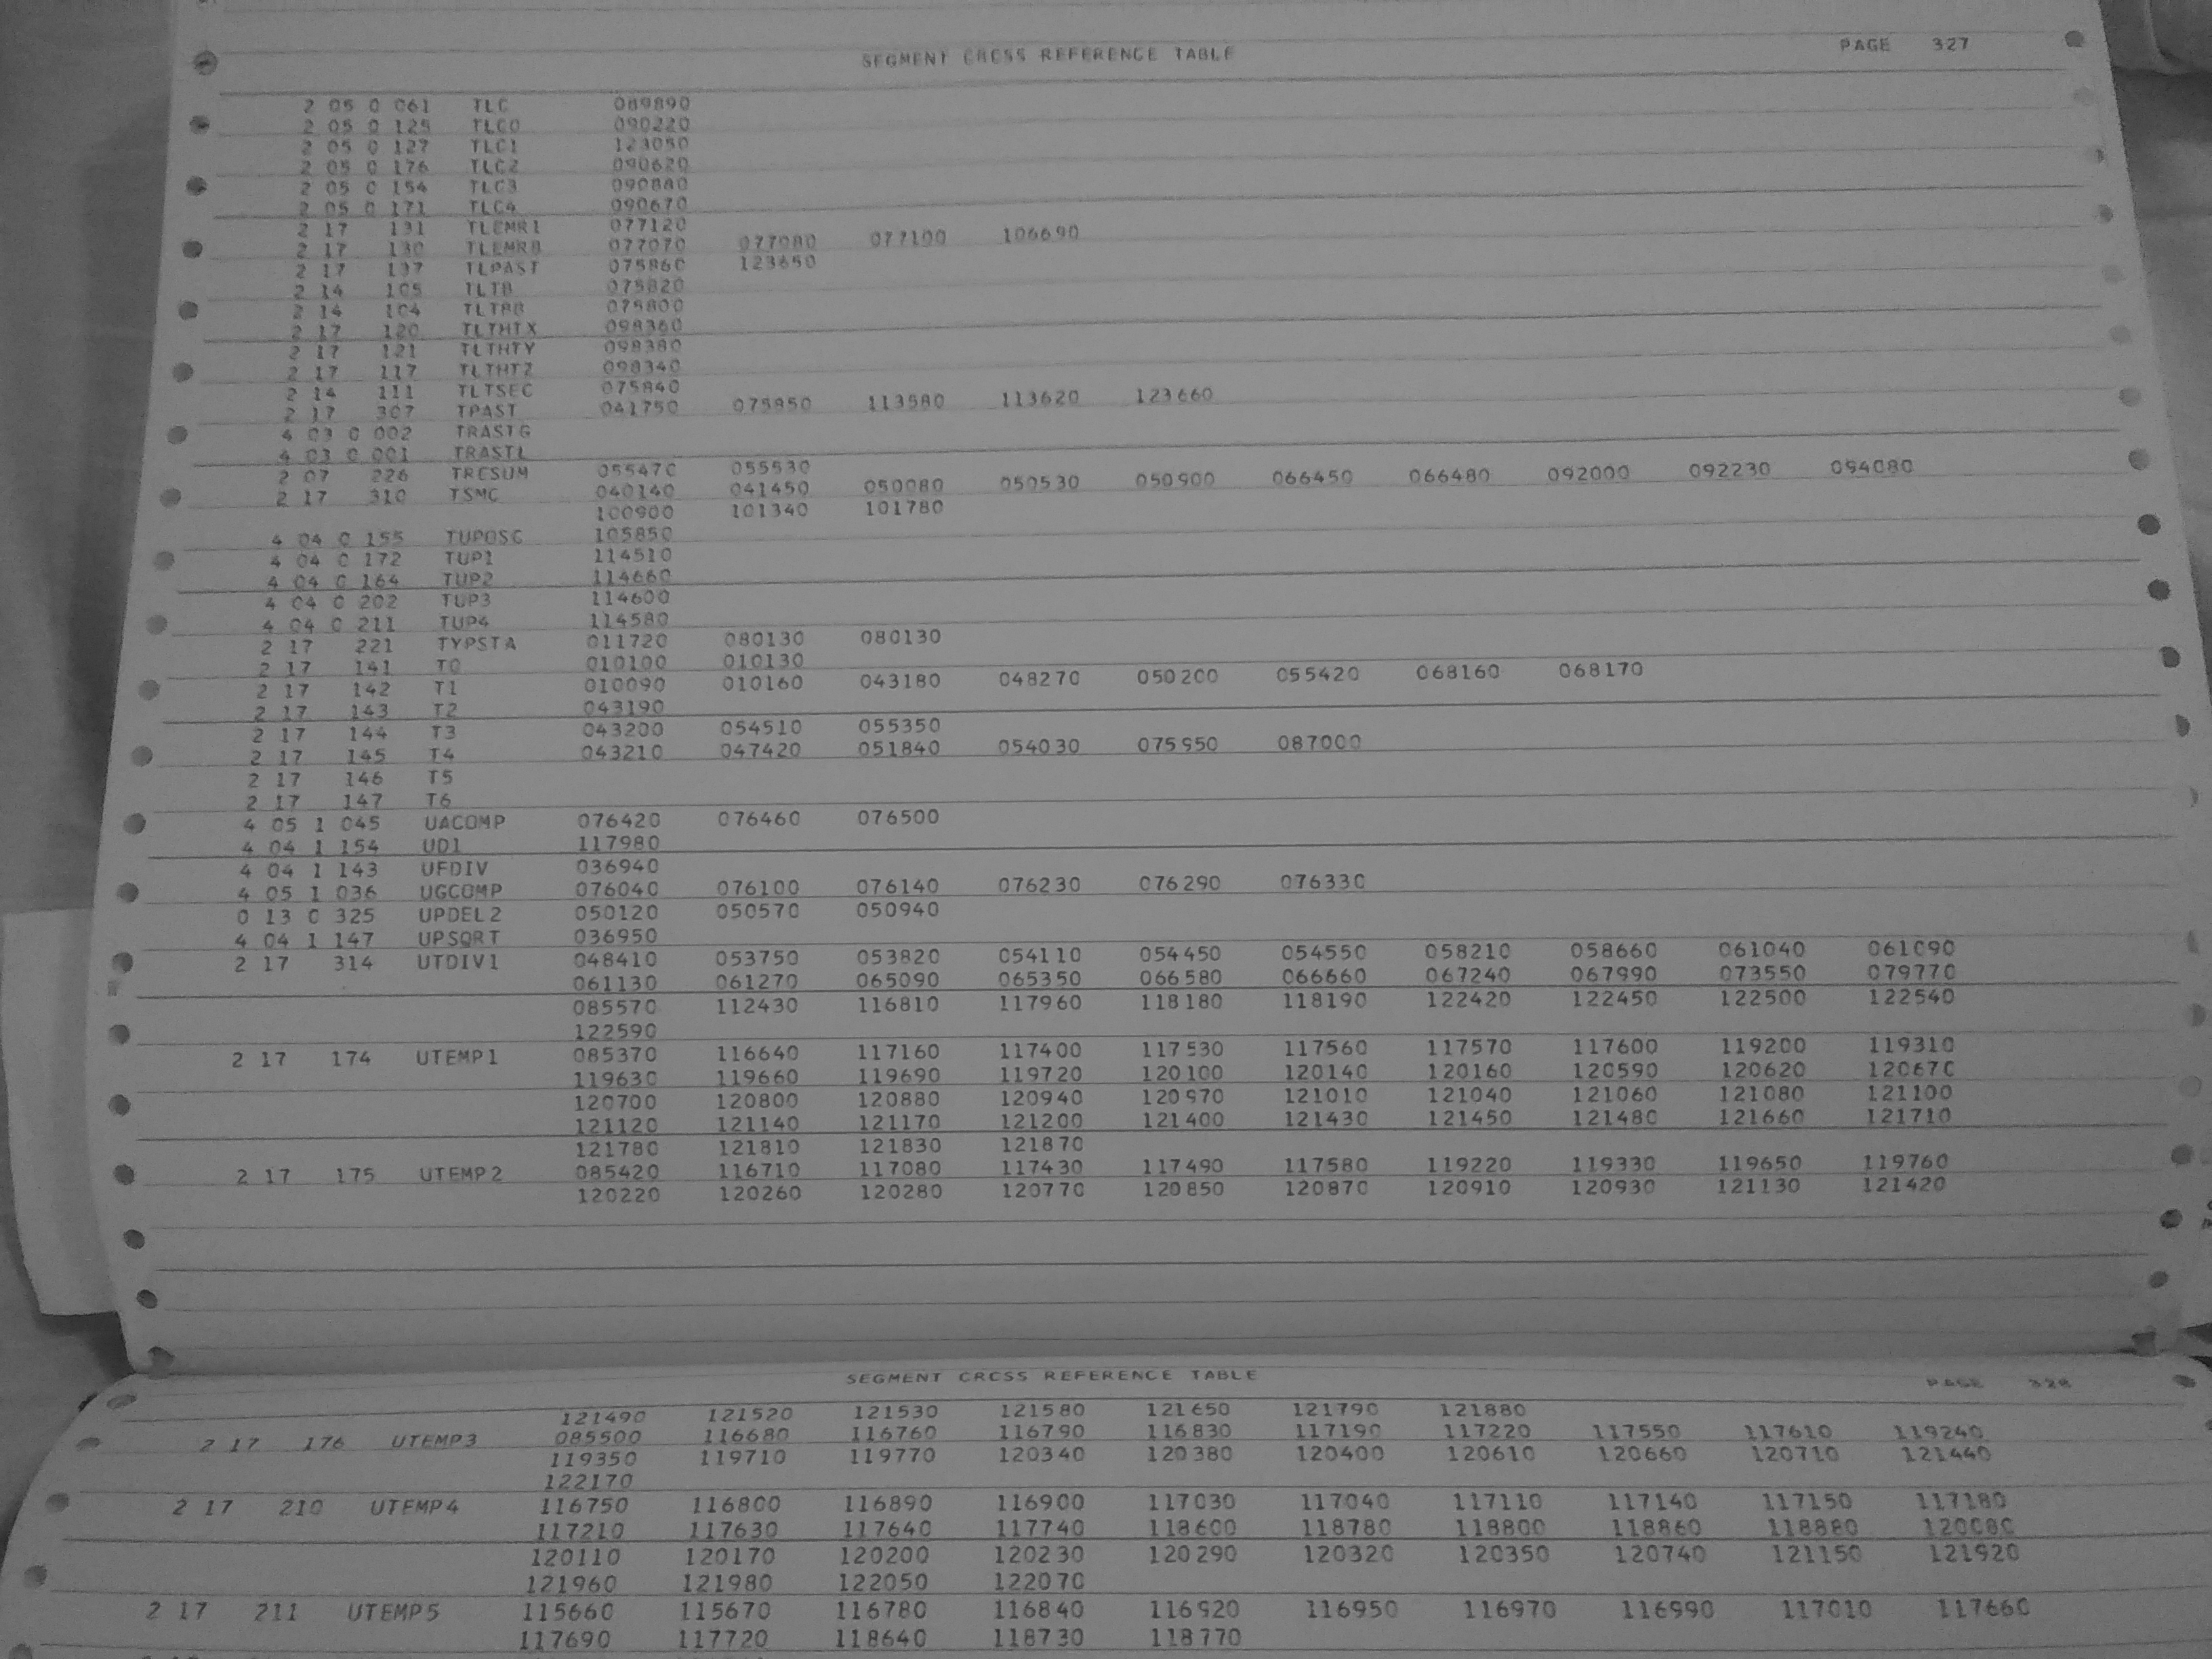 SEGMENT CRCSS REFERENCE TABLE PAGE 327
2 05 0 061 TLC 089890
2 05 0 125 TLC0 090220
2 05 0 127 TLC1 123050
2 05 0 176 TLC2 090620
2 05 0 154 TLC3 090880
2 05 0 171 TLC4 090670
2 17 131 TLEMR1 077120
2 17 130 TLEMRB 077070 077080 077100 106690
2 17 137 TLPAST 075860 123650
2 14 105 TLTB 075820
2 14 104 TLTBB 075800
2 17 120 TLTHTX 098360
2 17 121 TLTHTY 098380
2 17 117 TLTHTZ 098340
2 14 111 TLTSEC 075840
2 17 307 TPAST 041750 075850 113580 113620 123660
4 03 0 002 TRASTG
4 03 0 001 TRASTL
2 07 226 TRESUM 055470 055530
2 17 310 TSMC 040140 041450 050080 050530 050900 066450 066480 092000 092230 094080
100900 101340 101780
4 04 0 155 TUPOSC 105850
4 04 0 172 TUP1 114510
4 04 0 164 TUP2 114660
4 04 0 202 TUP3 114600
4 04 0 211 TUP4 114580
2 17 221 TYPSTA 011720 080130 080130
2 17 141 T0 010100 010130
2 17 142 T1 010090 010160 043180 048270 050200 055420 068160 068170
2 17 143 T2 043190
2 17 144 T3 043200 054510 055350
2 17 145 T4 043210 047420 051840 054030 075950 087000
2 17 146 T5
2 17 147 T6
4 05 1 045 UACOMP 076420 076460 076500
4 04 1 154 UD1 117980
4 04 1 143 UFDIV 036940
4 05 1 036 UGCOMP 076040 076100 076140 076230 076290 076330
0 13 0 325 UPDEL2 050120 050570 050940
4 04 1 147 UPSQRT 036950
2 17 314 UTDIV1 048410 053750 053820 054110 054450 054550 058210 058660 061040 061090
061130 061270 065090 065350 066580 066660 067240 067990 073550 079770
085570 112430 116810 117960 118180 118190 122420 122450 122500 122540
122590
2 17 174 UTEMP1 085370 116640 117160 117400 117530 117560 117570 117600 119200 119310
119630 119660 119690 119720 120100 120140 120160 120590 120620 120670
120700 120800 120880 120940 120970 121010 121040 121060 121080 121100
121120 121140 121170 121200 121400 121430 121450 121480 121660 121710
121780 121810 121830 121870
2 17 175 UTEMP2 085420 116710 117080 117430 117490 117580 119220 119330 119650 119760
120220 120260 120280 120770 120850 120870 120910 120930 121130 121420
SEGMENT CRCSS REFERENCE TABLE PAGE 328
121490 121520 121530 121580 121650 121790 121880
2 17 176 UTEMP3 085500 116680 116760 116790 116830 117190 117220 117550 117610 119240
119350 119710 119770 120340 120380 120400 120610 120660 120710 121440
122170
2 17 210 UTEMP4 116750 116800 116890 116900 117030 117040 117110 117140 117150 117180
117210 117630 117640 117740 118600 118780 118800 118860 118880 120080
120110 120170 120200 120230 120290 120320 120350 120740 121150 121920
121960 121980 122050 122070
2 17 211 UTEMP5 115660 115670 116780 116840 116920 116950 116970 116990 117010 117660
117690 117720 118640 118730 118770